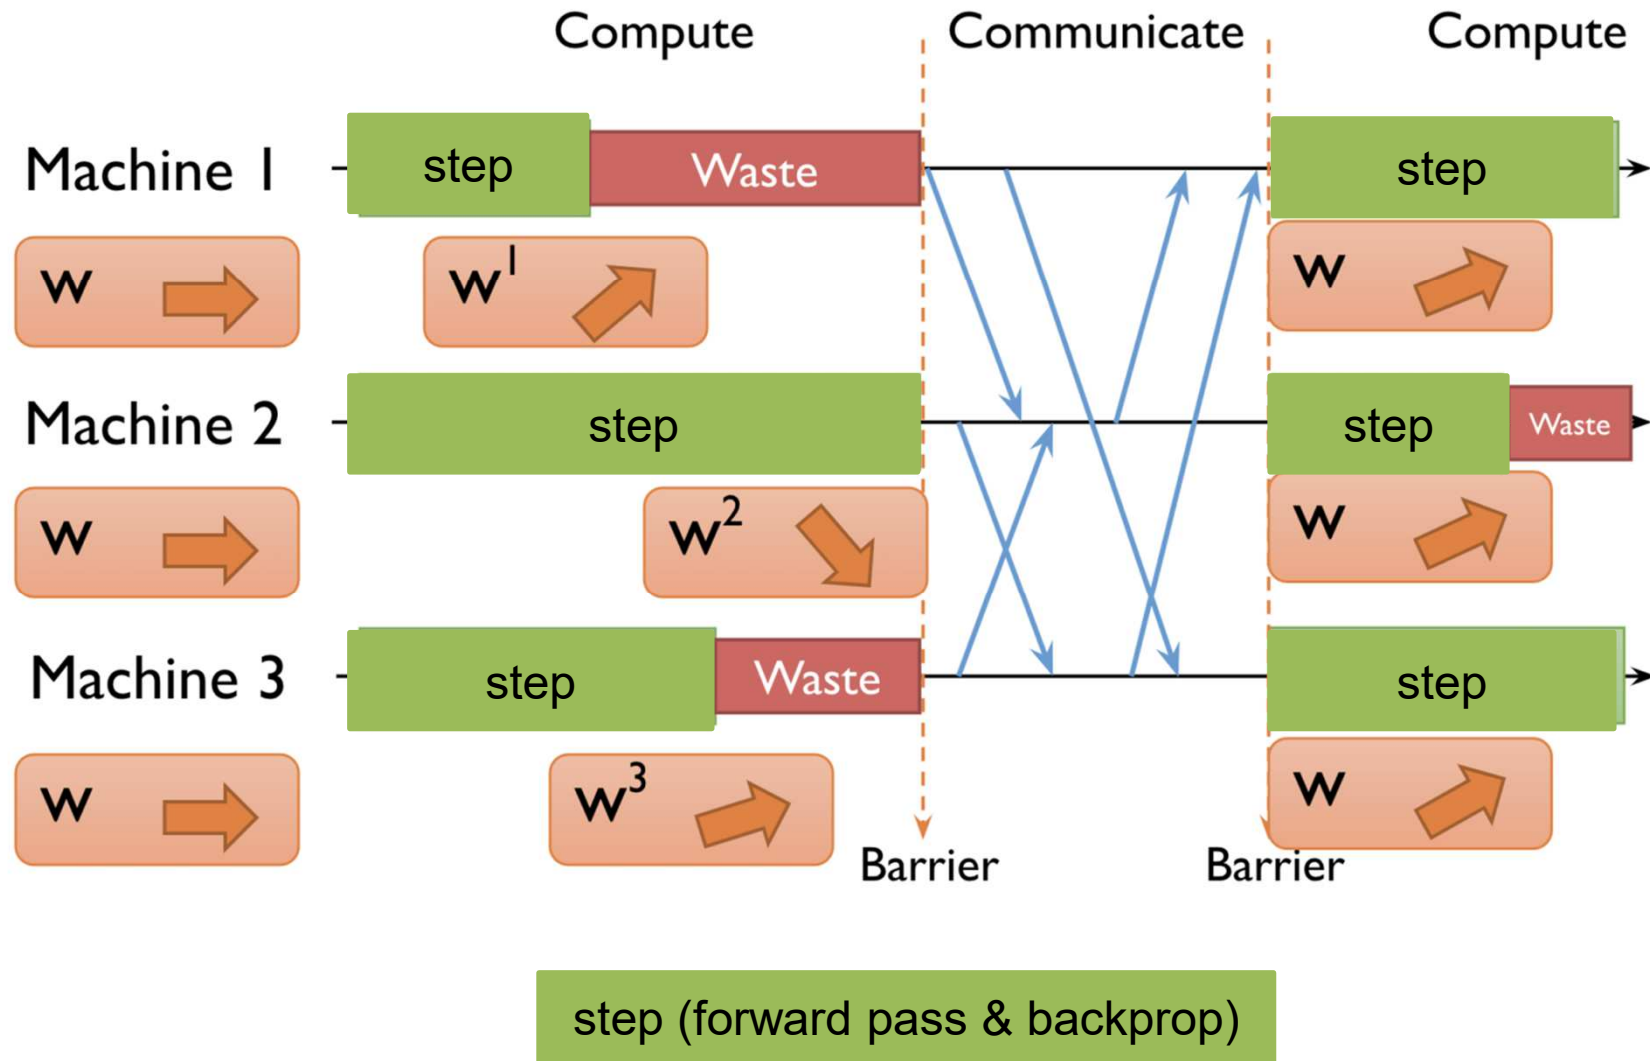 Compute Communicate Compute
Machine 1 step Waste step
w w¹ w
Machine 2 step step Waste
w w² w
Machine 3 step Waste step
w w³ w
Barrier Barrier
step (forward pass & backprop)